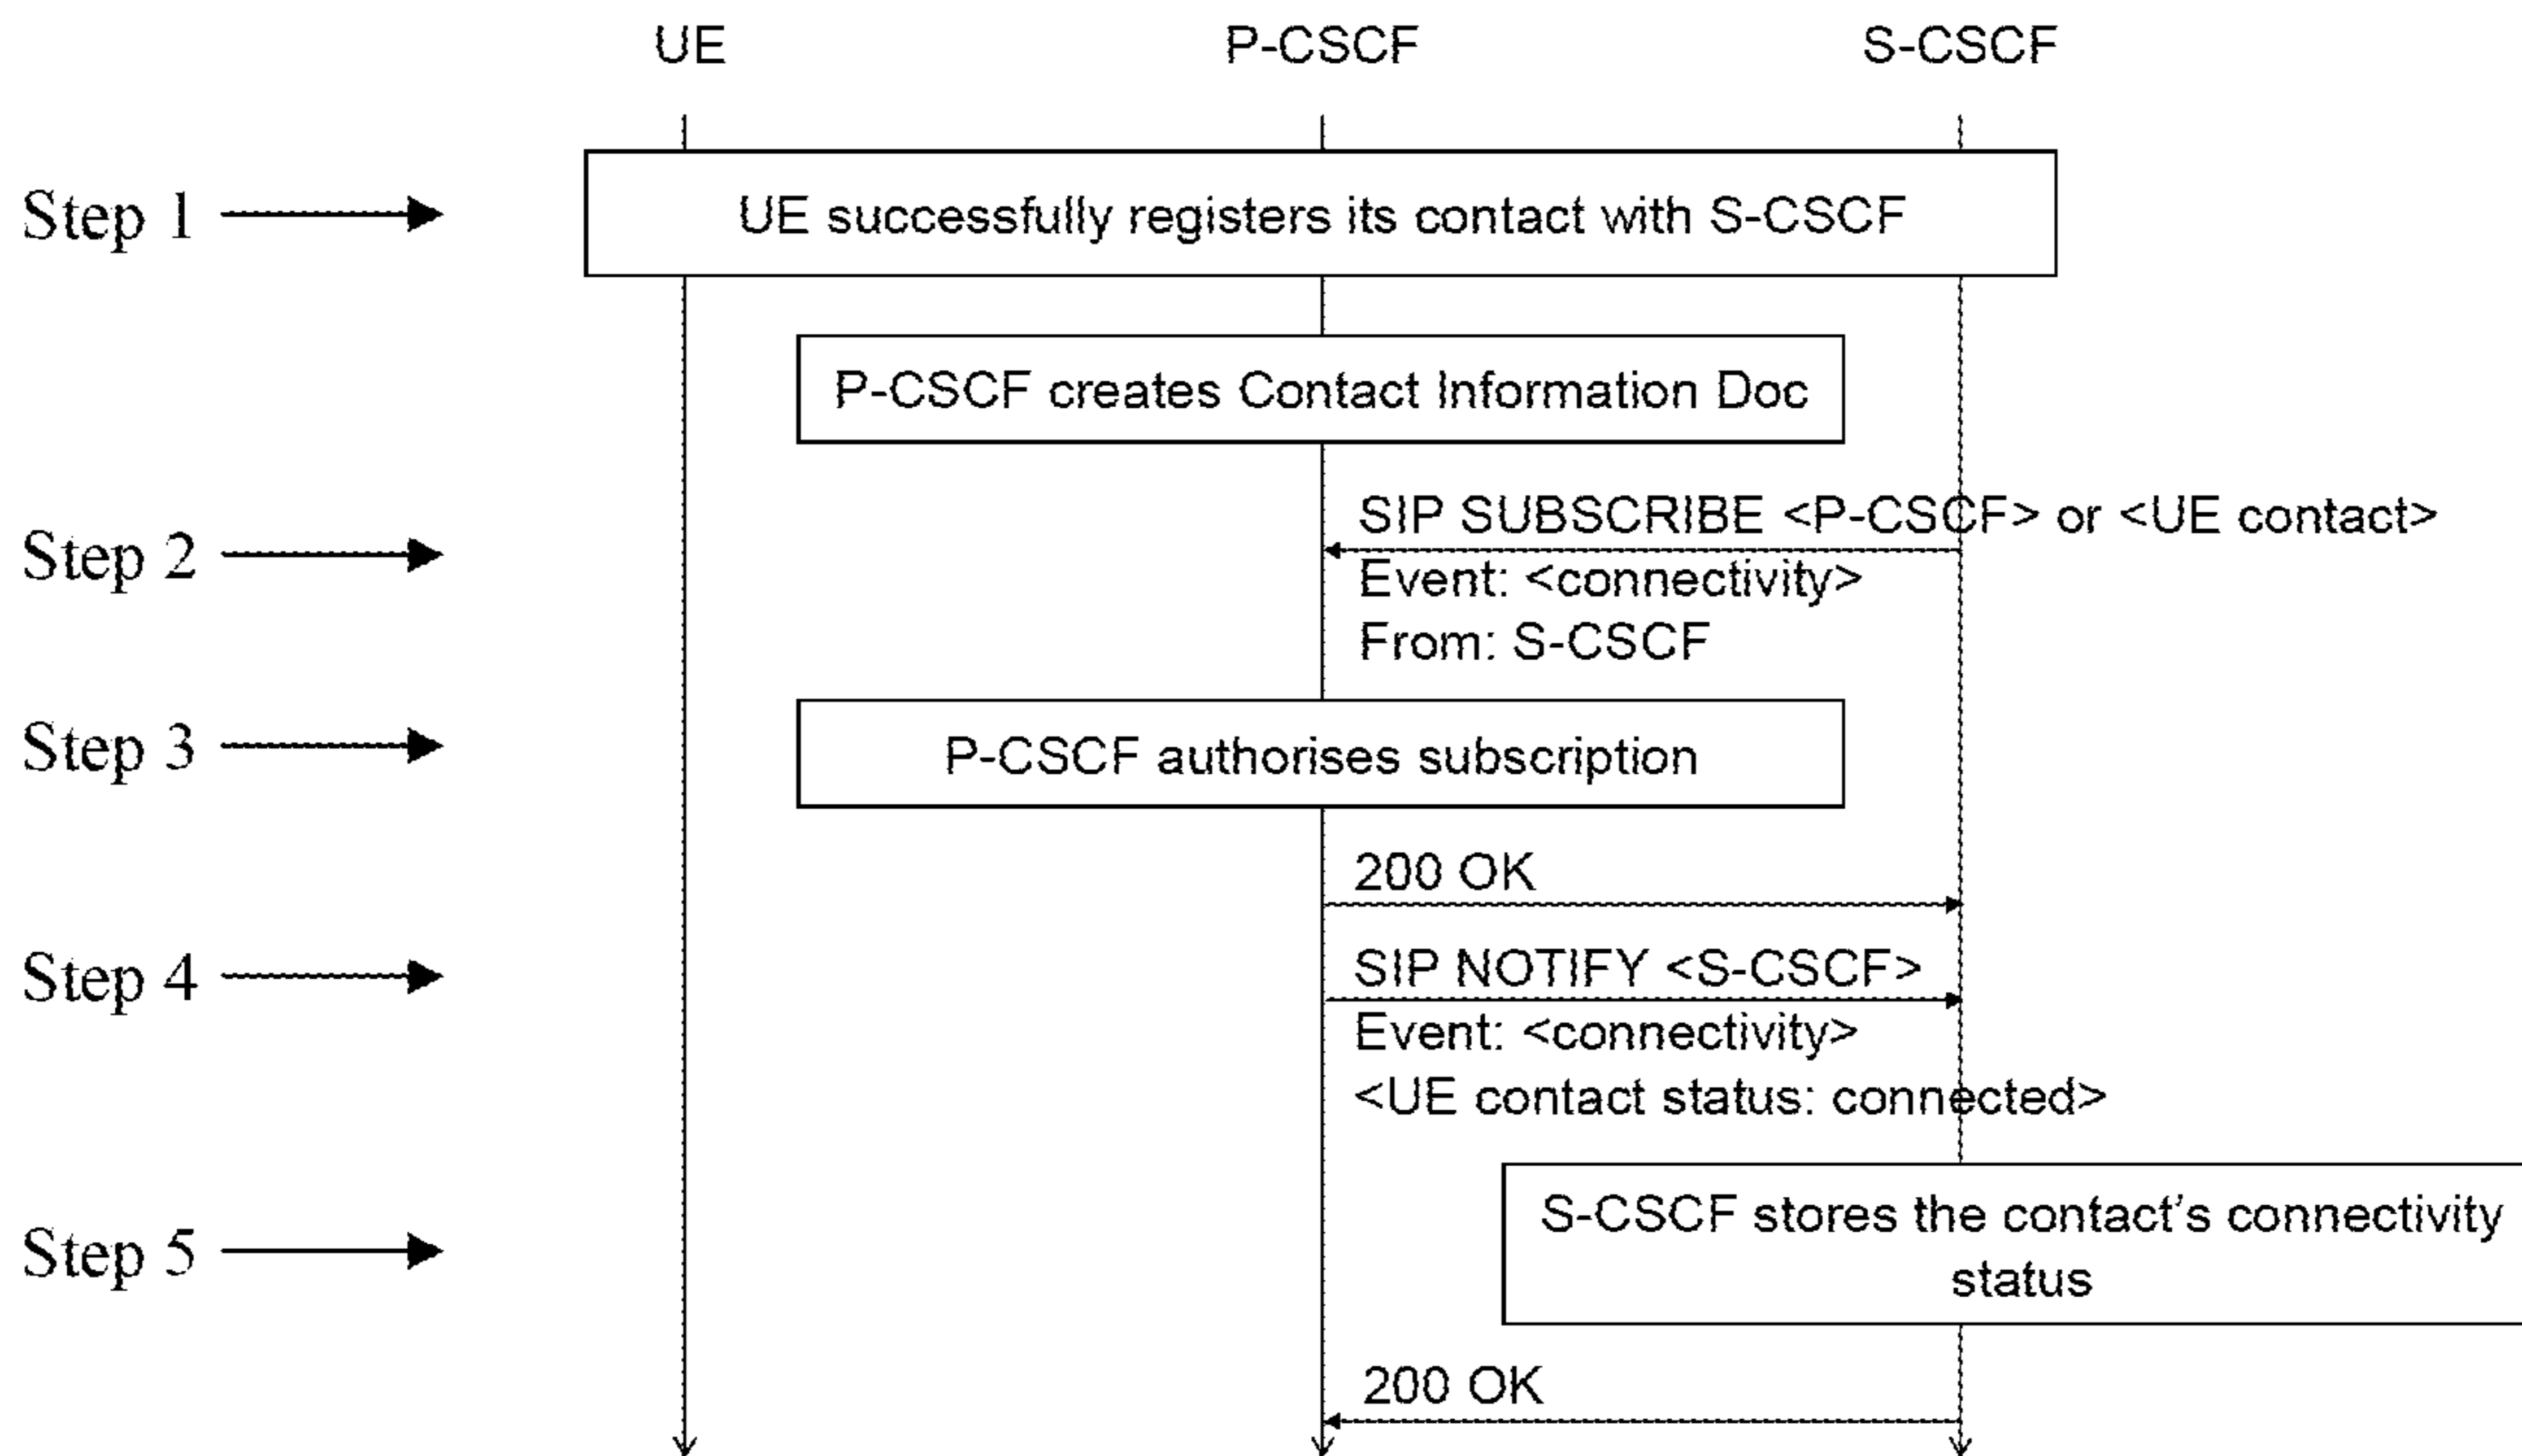 UE P-CSCF S-CSCF
Step 1
UE successfully registers its contact with S-CSCF
P-CSCF creates Contact Information Doc
SIP SUBSCRIBE <P-CSCF> or <UE contact>
Step 2
Event: <connectivity>
From: S-CSCF
Step 3
P-CSCF authorises subscription
200 OK
Step 4
SIP NOTIFY <S-CSCF>
Event: <connectivity>
<UE contact status: connected>
Step 5
S-CSCF stores the contact's connectivity
status
200 OK